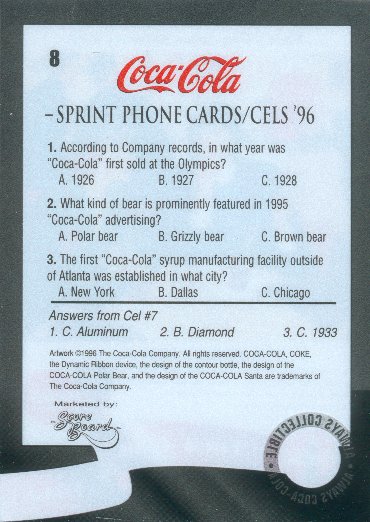 8
Coca-Cola
– SPRINT PHONE CARDS/CELS '96
1. According to Company records, in what year was
"Coca-Cola" first sold at the Olympics?
A. 1926 B. 1927 C. 1928
2. What kind of bear is prominently featured in 1995
"Coca-Cola" advertising?
A. Polar bear B. Grizzly bear C. Brown bear
3. The first "Coca-Cola" syrup manufacturing facility outside
of Atlanta was established in what city?
A. New York B. Dallas C. Chicago
Answers from Cel #7
1. C. Aluminum 2. B. Diamond 3. C. 1933
Artwork ©1996 The Coca-Cola Company. All rights reserved. COCA-COLA, COKE,
the Dynamic Ribbon device, the design of the contour bottle, the design of the
COCA-COLA Polar Bear, and the design of the COCA-COLA Santa are trademarks of
The Coca-Cola Company.
Marketed by:
Score
Board
ALWAYS COLLECTIBLE
ALWAYS COCA-COLA